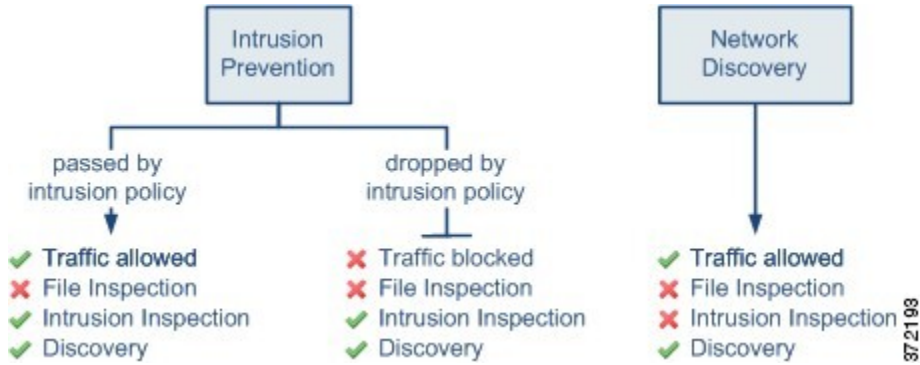 Intrusion
Prevention
passed by
intrusion policy
Traffic allowed
File Inspection
Intrusion Inspection
Discovery
dropped by
intrusion policy
Traffic blocked
File Inspection
Intrusion Inspection
Discovery
Network
Discovery
Traffic allowed
File Inspection
Intrusion Inspection
Discovery
372193